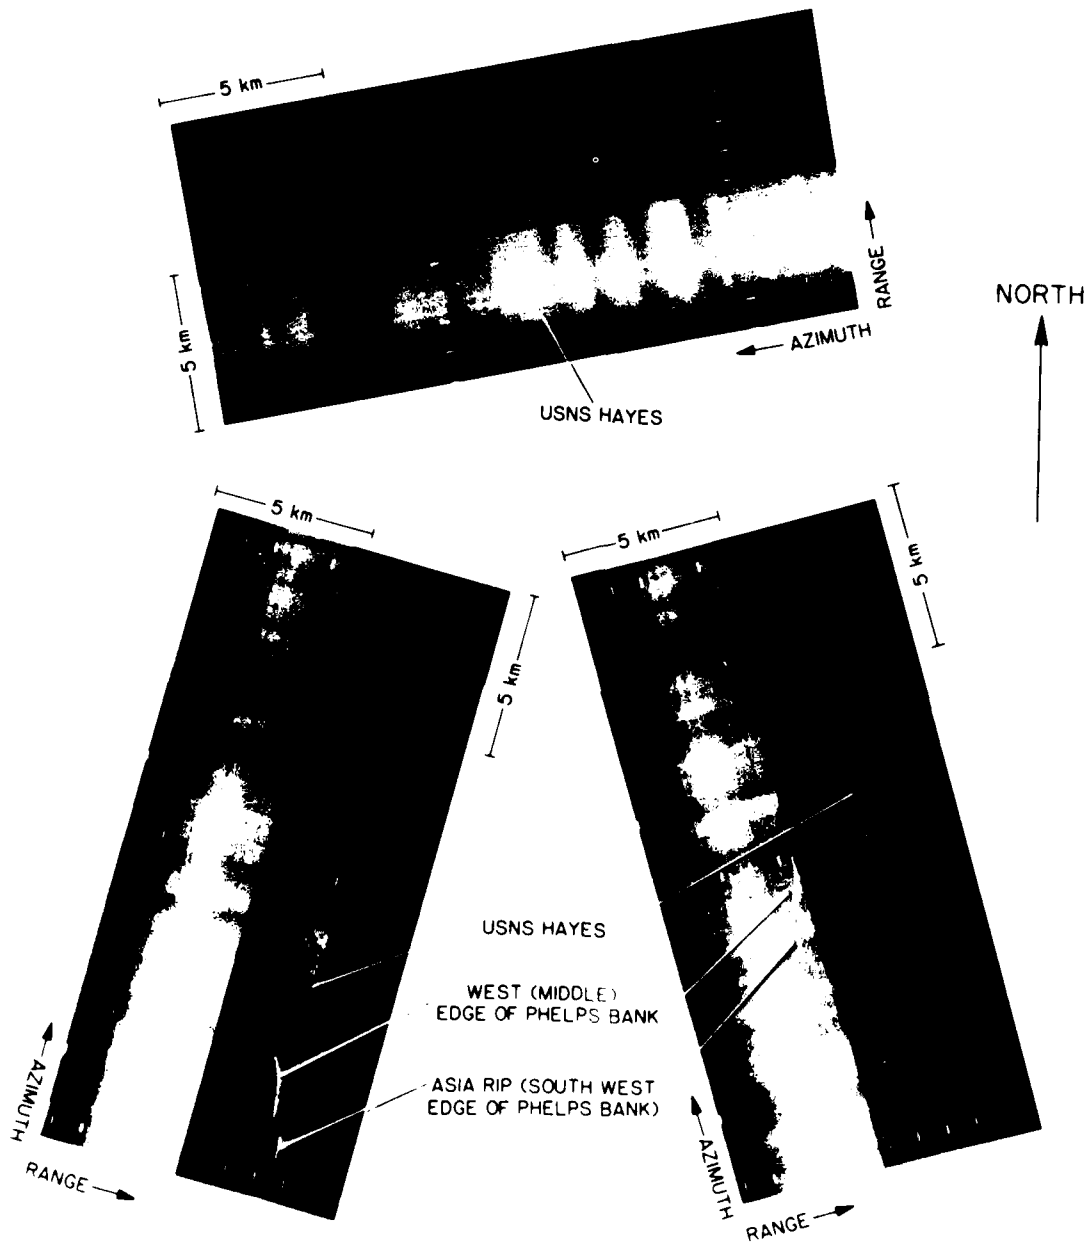 5 km
5 km
RANGE
AZIMUTH
USNS HAYES
NORTH
5 km
5 km
5 km
5 km
USNS HAYES
WEST (MIDDLE)
EDGE OF PHELPS BANK
ASIA RIP (SOUTH WEST
EDGE OF PHELPS BANK)
AZIMUTH
RANGE
AZIMUTH
RANGE